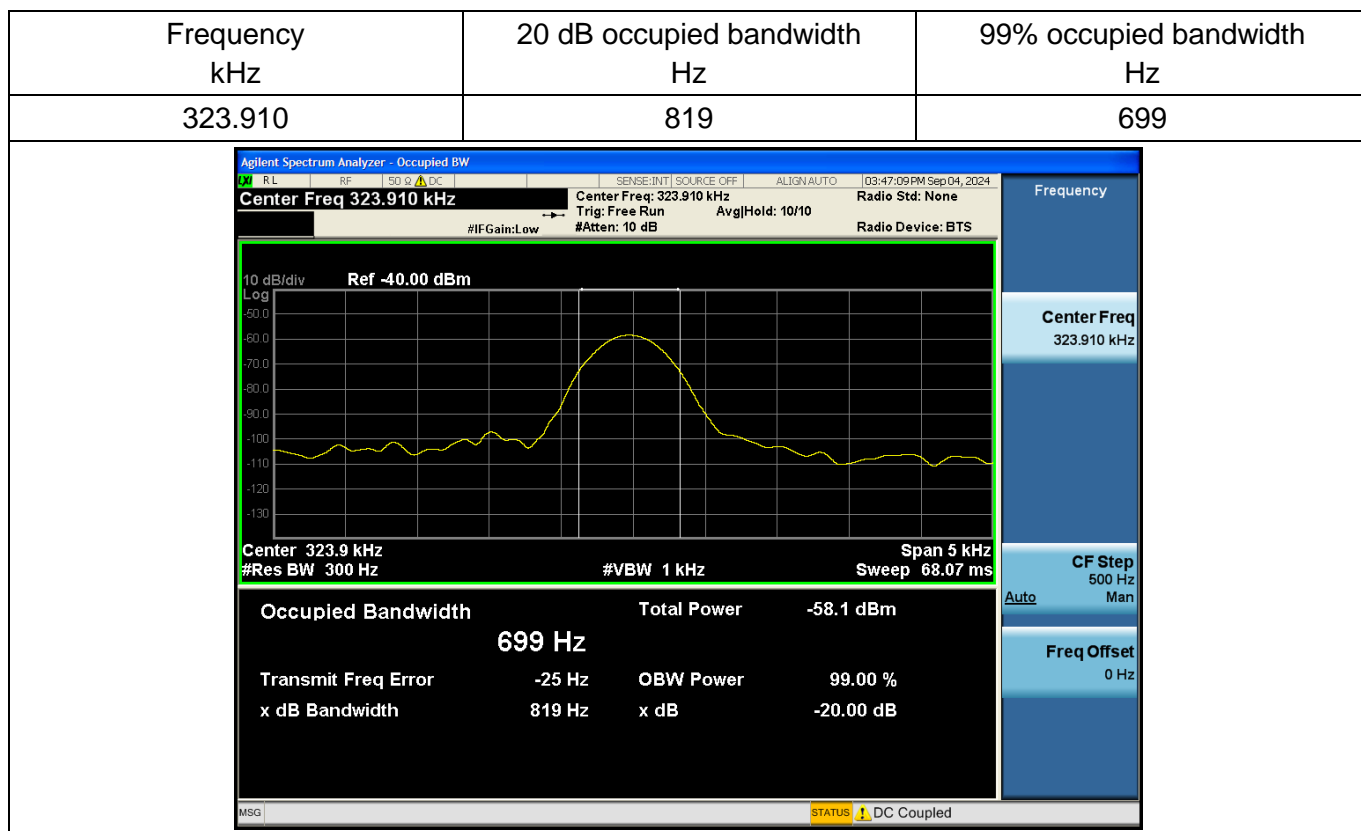 Frequency 20 dB occupied bandwidth 99% occupied bandwidth
kHz Hz Hz
323.910 819 699
Agilent Spectrum Analyzer - Occupied BW
LXI RL RF 50 Ω ⚠ DC SENSE:INT SOURCE OFF ALIGN AUTO 03:47:09 PM Sep 04, 2024
Center Freq 323.910 kHz Center Freq: 323.910 kHz Radio Std: None
Trig: Free Run Avg|Hold: 10/10
#IFGain:Low #Atten: 10 dB Radio Device: BTS
Frequency
10 dB/div Ref -40.00 dBm
Log
-50.0
-60.0
-70.0
-80.0
-90.0
-100
-110
-120
-130
Center 323.9 kHz Span 5 kHz
#Res BW 300 Hz #VBW 1 kHz Sweep 68.07 ms
Center Freq
323.910 kHz
CF Step
500 Hz
Auto Man
Freq Offset
0 Hz
Occupied Bandwidth Total Power -58.1 dBm
699 Hz
Transmit Freq Error -25 Hz OBW Power 99.00 %
x dB Bandwidth 819 Hz x dB -20.00 dB
MSG STATUS ⚠ DC Coupled